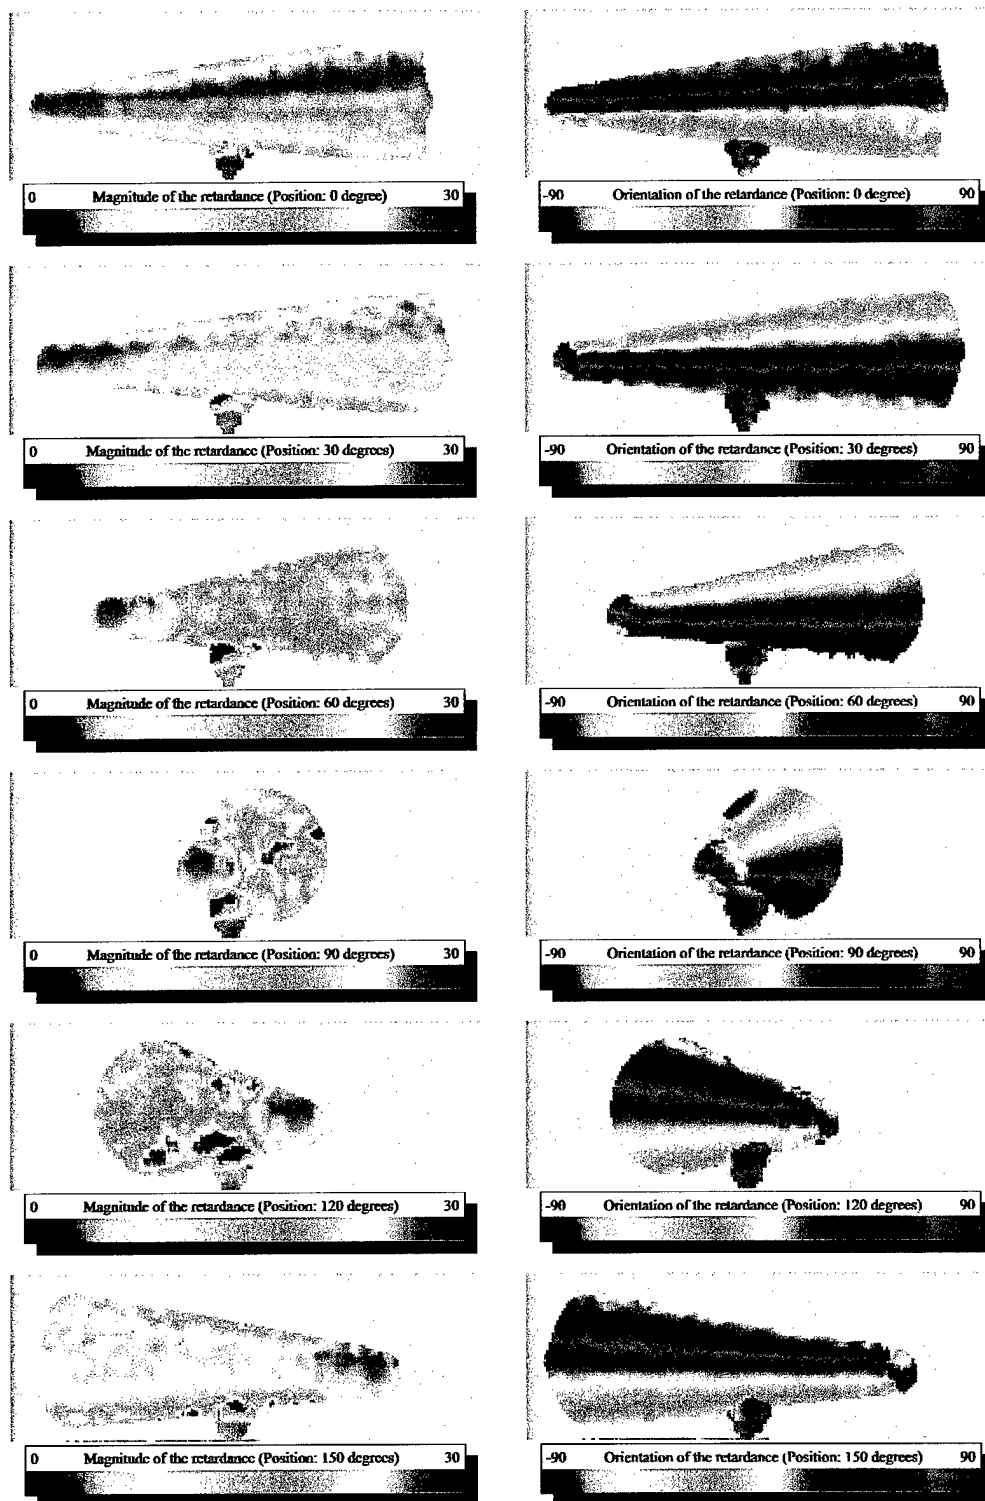 0 Magnitude of the retardance (Position: 0 degree) 30
-90 Orientation of the retardance (Position: 0 degree) 90
0 Magnitude of the retardance (Position: 30 degrees) 30
-90 Orientation of the retardance (Position: 30 degrees) 90
0 Magnitude of the retardance (Position: 60 degrees) 30
-90 Orientation of the retardance (Position: 60 degrees) 90
0 Magnitude of the retardance (Position: 90 degrees) 30
-90 Orientation of the retardance (Position: 90 degrees) 90
0 Magnitude of the retardance (Position: 120 degrees) 30
-90 Orientation of the retardance (Position: 120 degrees) 90
0 Magnitude of the retardance (Position: 150 degrees) 30
-90 Orientation of the retardance (Position: 150 degrees) 90